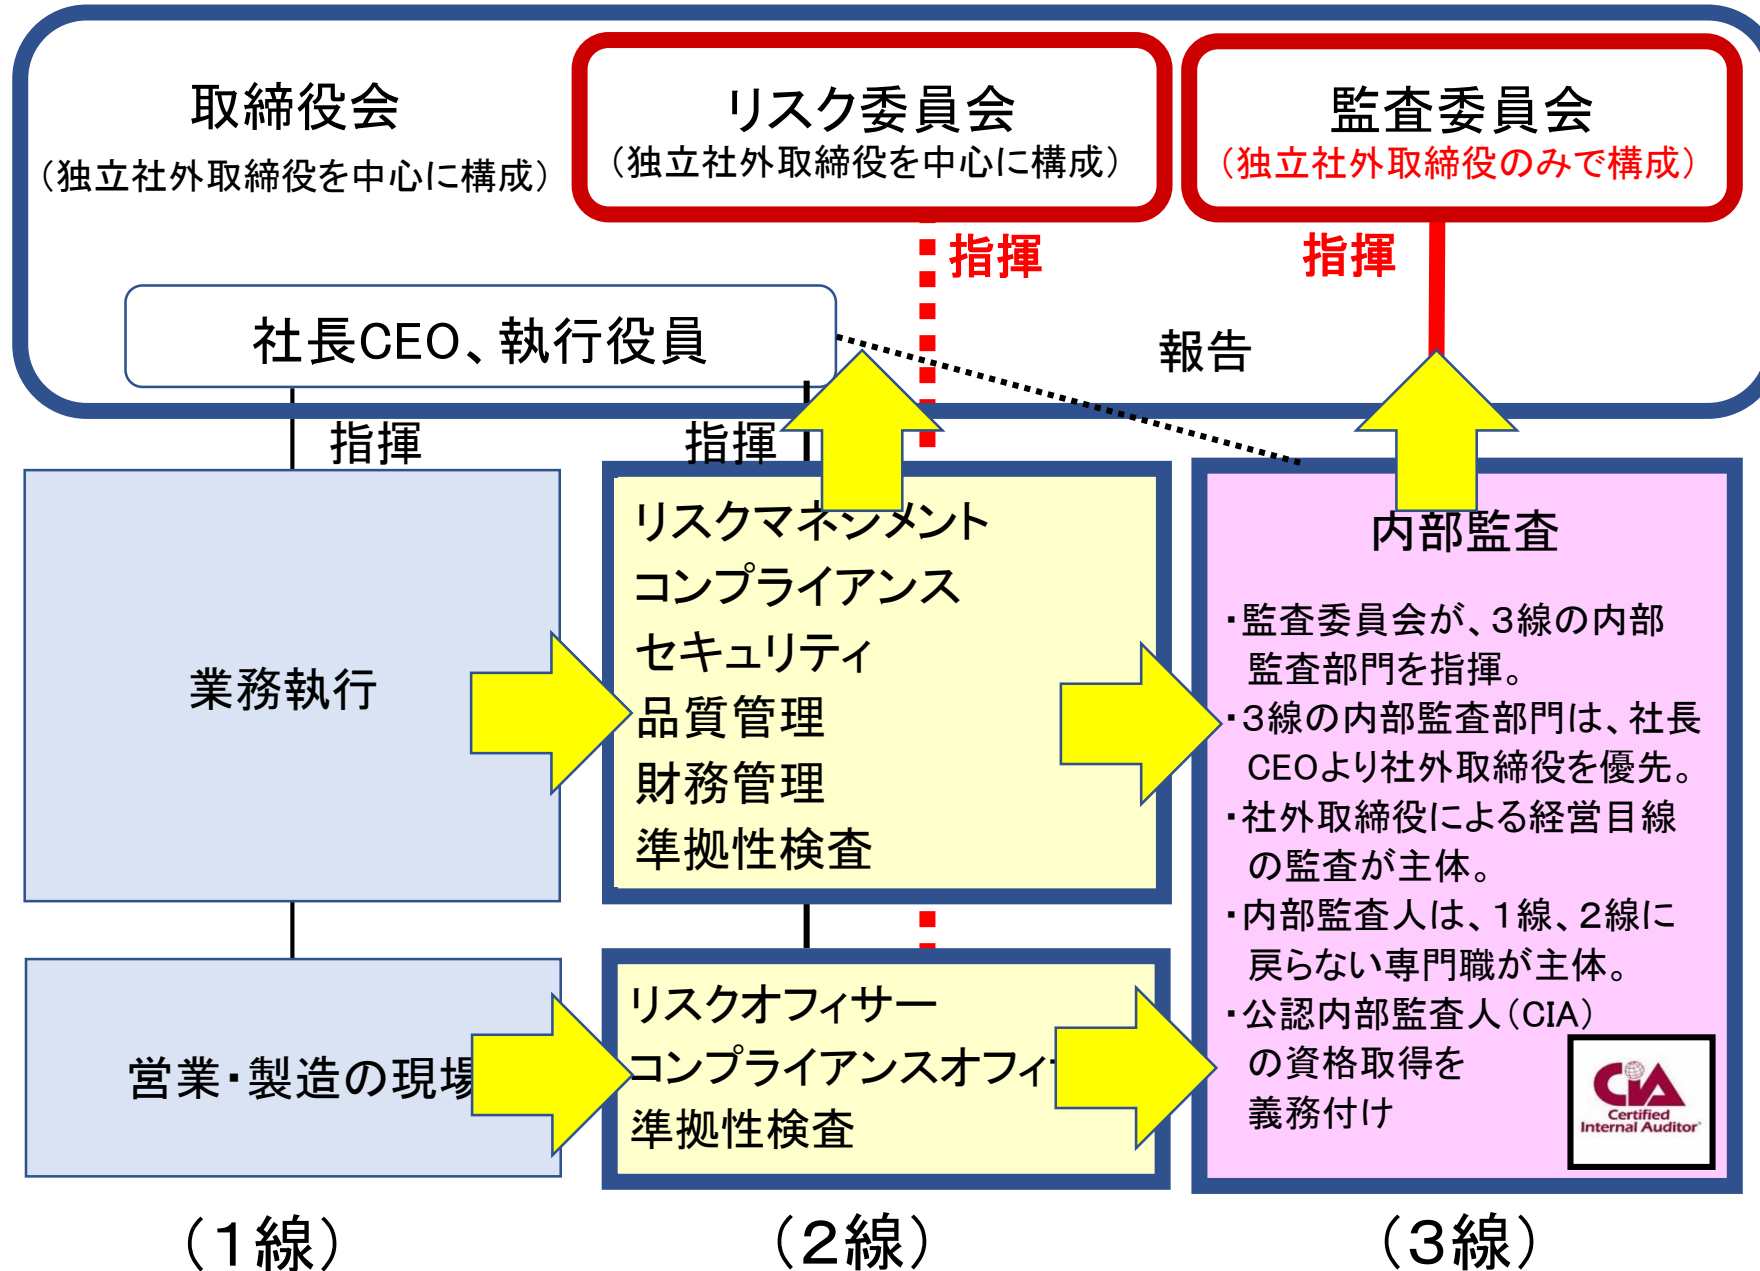 取締役会
（独立社外取締役を中心に構成）
リスク委員会
（独立社外取締役を中心に構成）
監査委員会
（独立社外取締役のみで構成）
指揮
指揮
社長CEO、執行役員
報告
指揮
指揮
業務執行
リスクマネジメント
コンプライアンス
セキュリティ
品質管理
財務管理
準拠性検査
内部監査
・監査委員会が、3線の内部
監査部門を指揮。
・3線の内部監査部門は、社長
CEOより社外取締役を優先。
・社外取締役による経営目線
の監査が主体。
・内部監査人は、1線、2線に
戻らない専門職が主体。
・公認内部監査人（CIA）
の資格取得を
義務付け
CIA
Certified
Internal Auditor
営業・製造の現場
リスクオフィサー
コンプライアンスオフィ
準拠性検査
（1線）
（2線）
（3線）